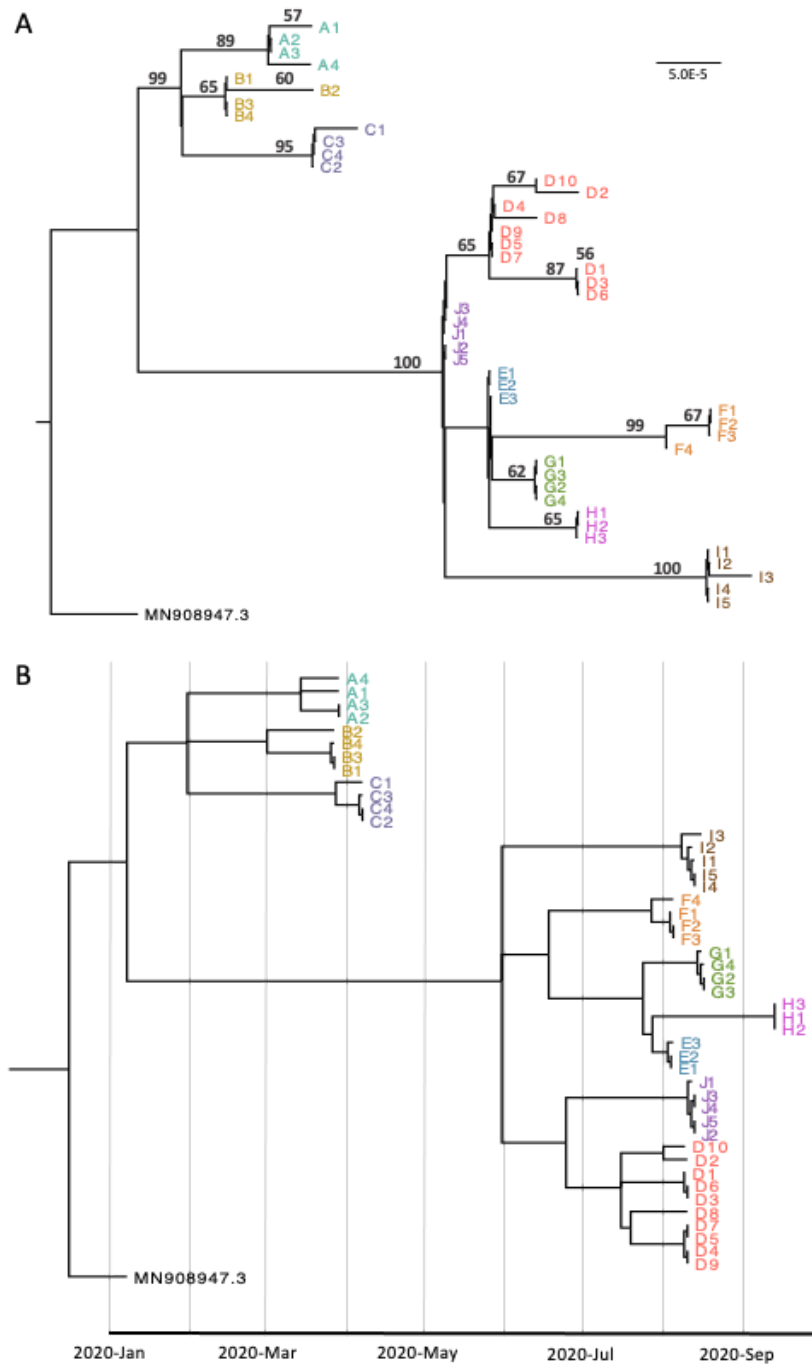 A
57
A1
89
A2
A3
A4
5.0E-5
99
65
B1
60
B2
B3
B4
C1
C3
95
C4
C2
67
D10
D2
D4
D8
65
D9
D5
D7
56
87
D1
D3
D6
J3
J4
J1
J2
J5
100
E1
E2
E3
67
F1
99
F2
F3
F4
G1
62
G3
G2
G4
H1
65
H2
H3
I1
I2
100
I3
I4
I5
MN908947.3
B
A4
A1
A3
A2
B2
B4
B3
B1
C1
C3
C4
C2
I3
I2
I1
I5
I4
F4
F1
F2
F3
G1
G4
G2
G3
H3
H1
H2
E3
E2
E1
J1
J3
J4
J5
J2
D10
D2
D1
D6
D3
D8
D7
D5
D4
D9
MN908947.3
2020-Jan 2020-Mar 2020-May 2020-Jul 2020-Sep